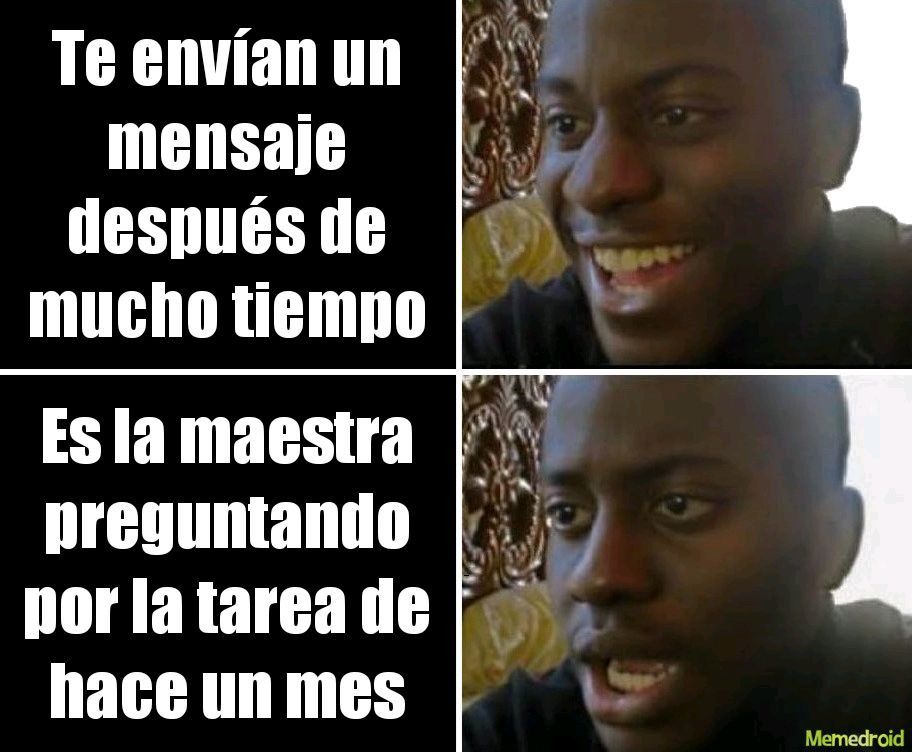 Te envían un
mensaje
después de
mucho tiempo
Es la maestra
preguntando
por la tarea de
hace un mes
Memedroid